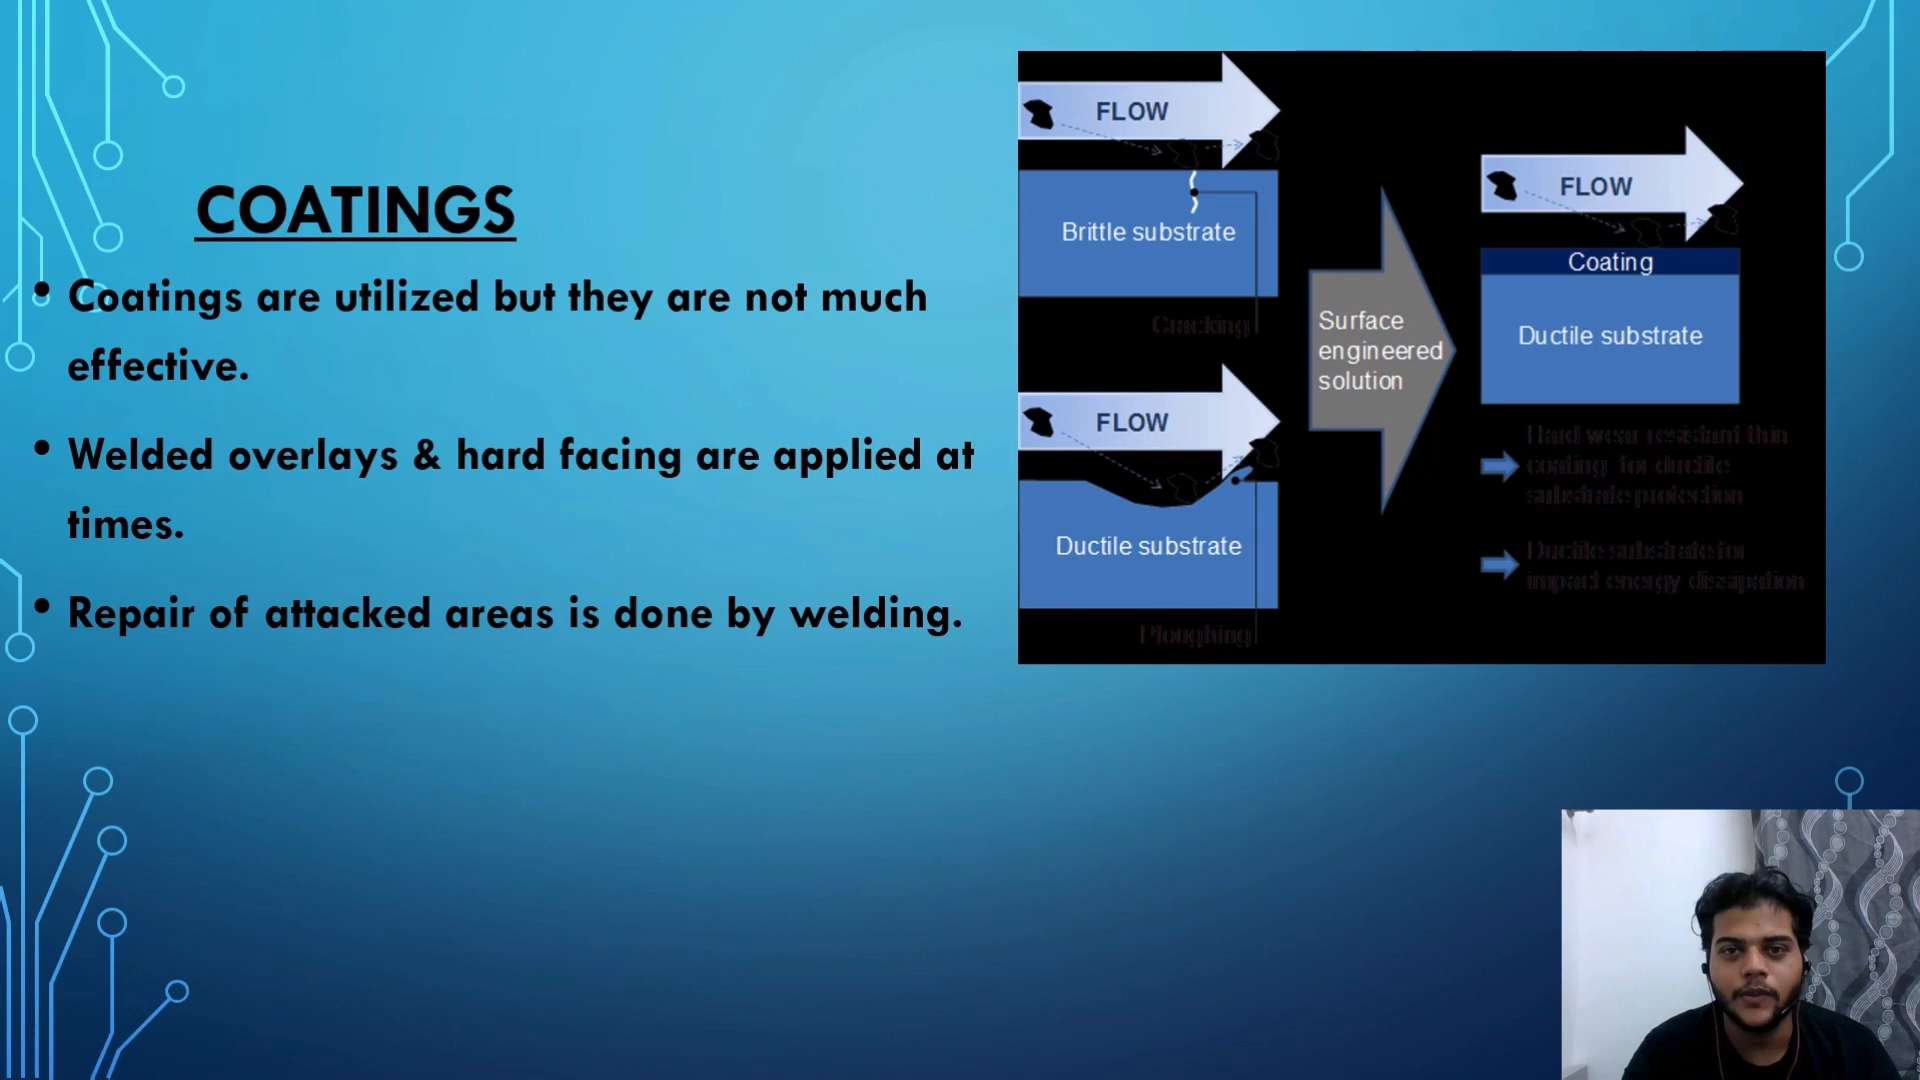 COATINGS
• Coatings are utilized but they are not much
effective.
• Welded overlays & hard facing are applied at
times.
• Repair of attacked areas is done by welding.
FLOW
Brittle substrate
Cracking
FLOW
Ductile substrate
Ploughing
Surface
engineered
solution
FLOW
Coating
Ductile substrate
Hard wear resistant thin
coating for ductile
substrate protection
Ductile substrate for
impact energy dissipation